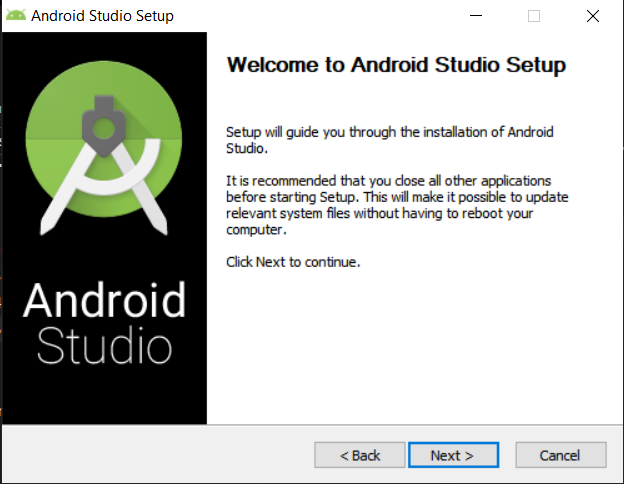 Android Studio Setup
Welcome to Android Studio Setup
Setup will guide you through the installation of Android
Studio.
It is recommended that you close all other applications
before starting Setup. This will make it possible to update
relevant system files without having to reboot your
computer.
Click Next to continue.
Android
Studio
< Back
Next >
Cancel